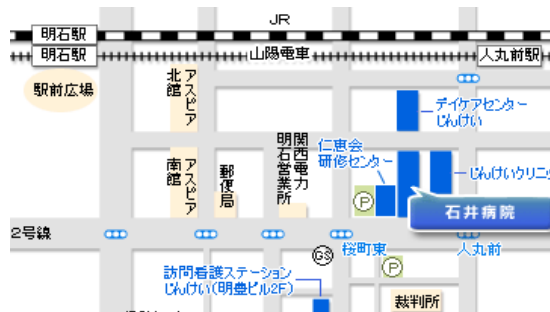 JR
明石駅
明石駅
山陽電車
人丸前駅
駅前広場
アスピア
北館
デイケアセンター
じんけい
関西電力
明石営業所
仁恵会
研修センター
アスピア
南館
郵便局
じんけいクリニッ
P
石井病院
2号線
桜町東
人丸前
GS
P
訪問看護ステーション
じんけい(明豊ビル2F)
裁判所